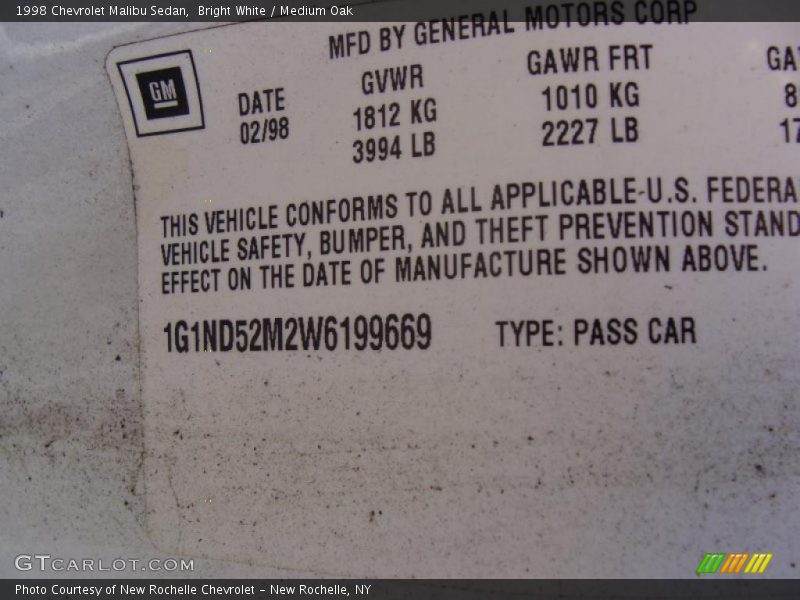 1998 Chevrolet Malibu Sedan, Bright White / Medium Oak
MFD BY GENERAL MOTORS CORP
GM
DATE
02/98
GVWR
1812 KG
3994 LB
GAWR FRT
1010 KG
2227 LB
THIS VEHICLE CONFORMS TO ALL APPLICABLE-U.S. FEDERA
VEHICLE SAFETY, BUMPER, AND THEFT PREVENTION STAND
EFFECT ON THE DATE OF MANUFACTURE SHOWN ABOVE.
1G1ND52M2W6199669 TYPE: PASS CAR
GTCARLOT.COM
Photo Courtesy of New Rochelle Chevrolet – New Rochelle, NY